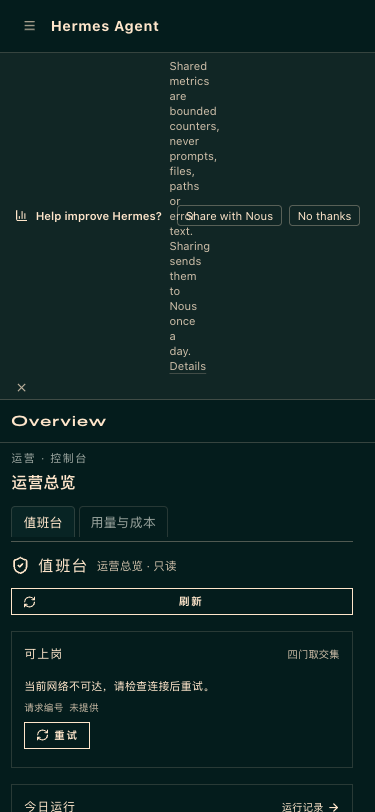 Hermes Agent
Shared
metrics
are
bounded
counters,
never
prompts,
files,
paths
or
Help improve Hermes?
error
Share with Nous
No thanks
text.
Sharing
sends
them
to
Nous
once
a
day.
Details
Overview
运营 · 控制台
运营总览
值班台
用量与成本
值班台 运营总览 · 只读
刷新
可上岗
四门取交集
当前网络不可达，请检查连接后重试。
请求编号 未提供
重试
今日运行
运行记录 →